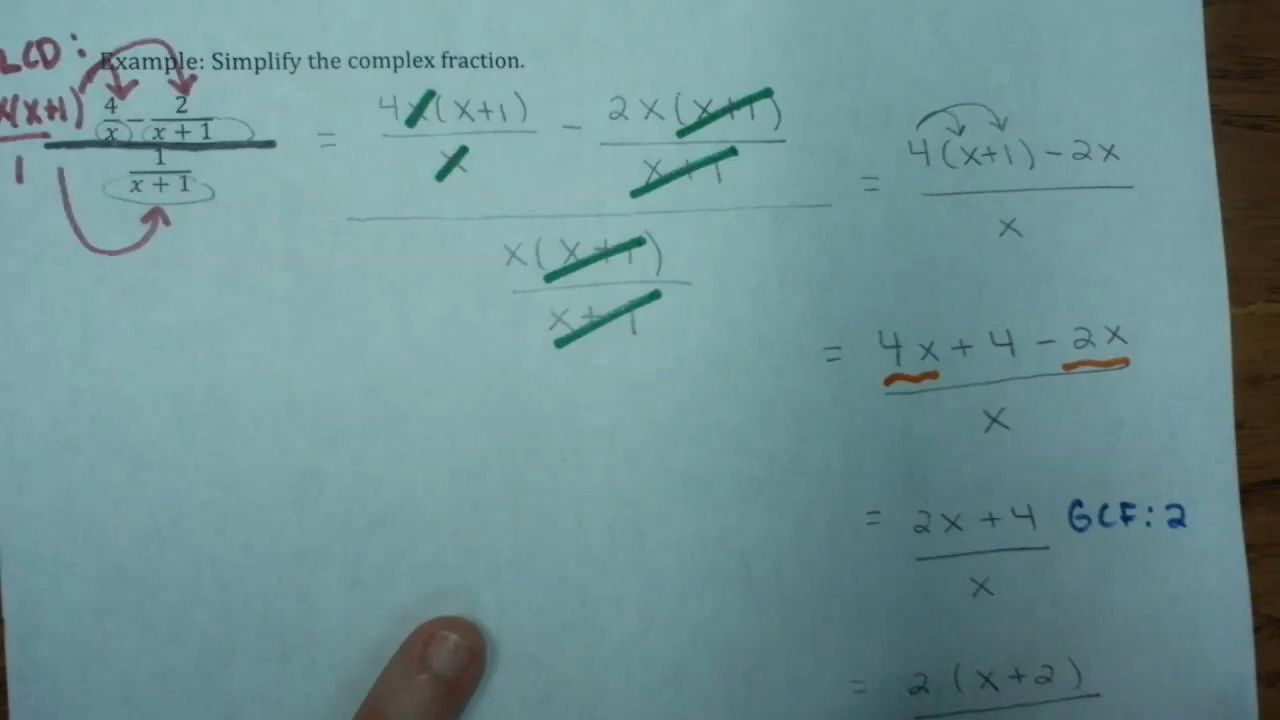 LCD:
Example: Simplify the complex fraction.
x(x+1)
1
4/x − 2/(x + 1)
1/(x + 1)
= 4x(x+1)/x − 2x(x+1)/(x+1)
x(x+1)/(x+1)
= 4(x+1) − 2x
x
= 4x + 4 − 2x
x
= 2x + 4 GCF: 2
x
= 2(x+2)